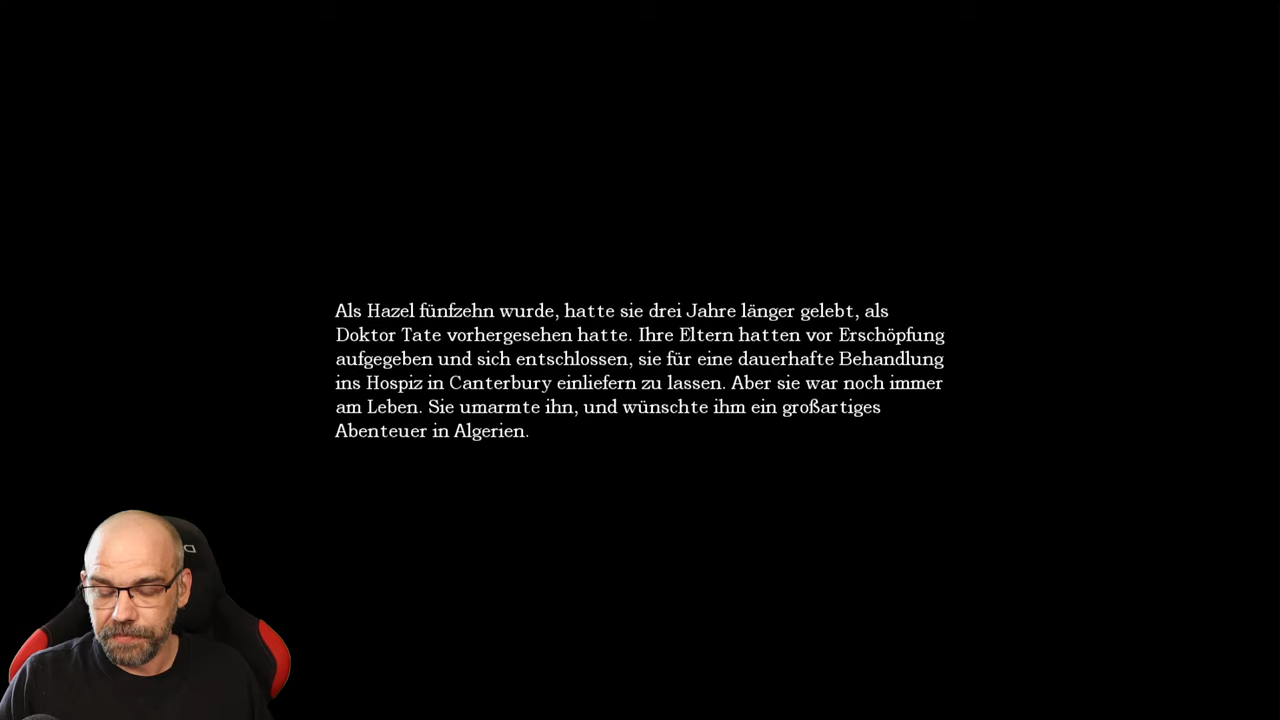 Als Hazel fünfzehn wurde, hatte sie drei Jahre länger gelebt, als
Doktor Tate vorhergesehen hatte. Ihre Eltern hatten vor Erschöpfung
aufgegeben und sich entschlossen, sie für eine dauerhafte Behandlung
ins Hospiz in Canterbury einliefern zu lassen. Aber sie war noch immer
am Leben. Sie umarmte ihn, und wünschte ihm ein großartiges
Abenteuer in Algerien.